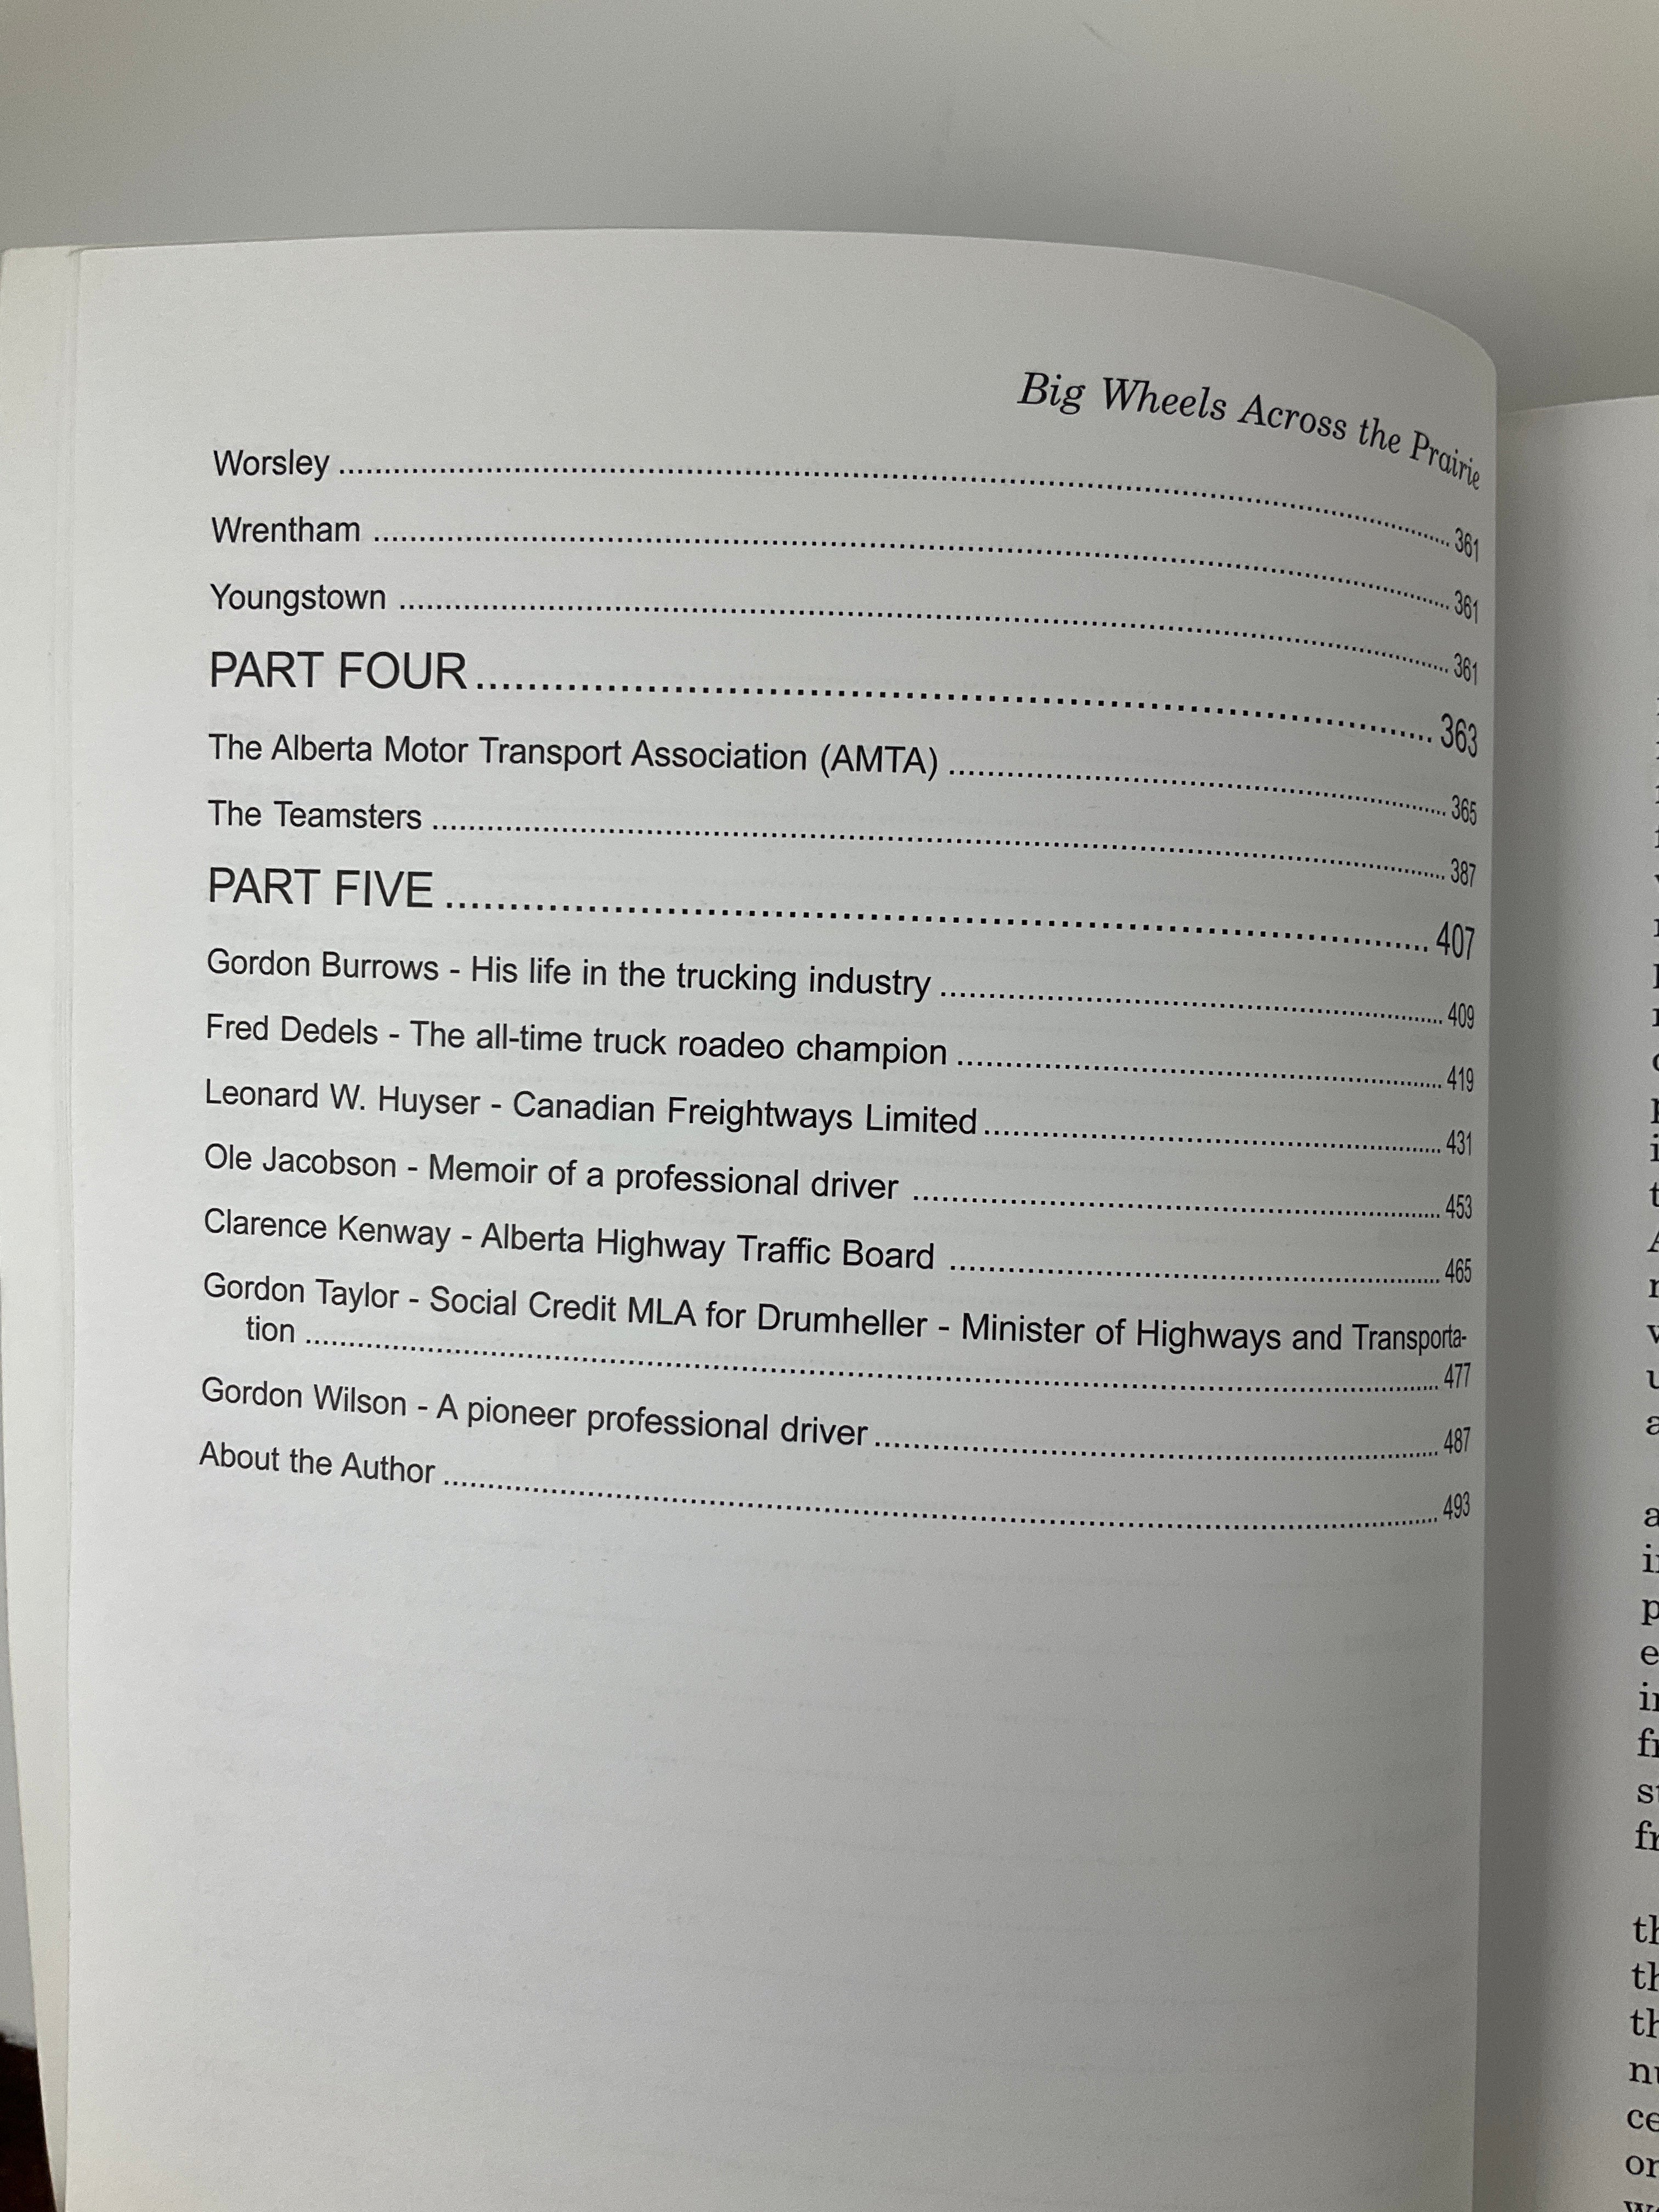 Big Wheels Across the Prairie
Worsley ........................................ 361
Wrentham ........................................ 361
Youngstown ........................................ 361
PART FOUR ........................................ 363
The Alberta Motor Transport Association (AMTA) ........................................ 365
The Teamsters ........................................ 387
PART FIVE ........................................ 407
Gordon Burrows - His life in the trucking industry ........................................ 409
Fred Dedels - The all-time truck roadeo champion ........................................ 419
Leonard W. Huyser - Canadian Freightways Limited ........................................ 431
Ole Jacobson - Memoir of a professional driver ........................................ 453
Clarence Kenway - Alberta Highway Traffic Board ........................................ 465
Gordon Taylor - Social Credit MLA for Drumheller - Minister of Highways and Transporta-
tion ........................................ 477
Gordon Wilson - A pioneer professional driver ........................................ 487
About the Author ........................................ 493